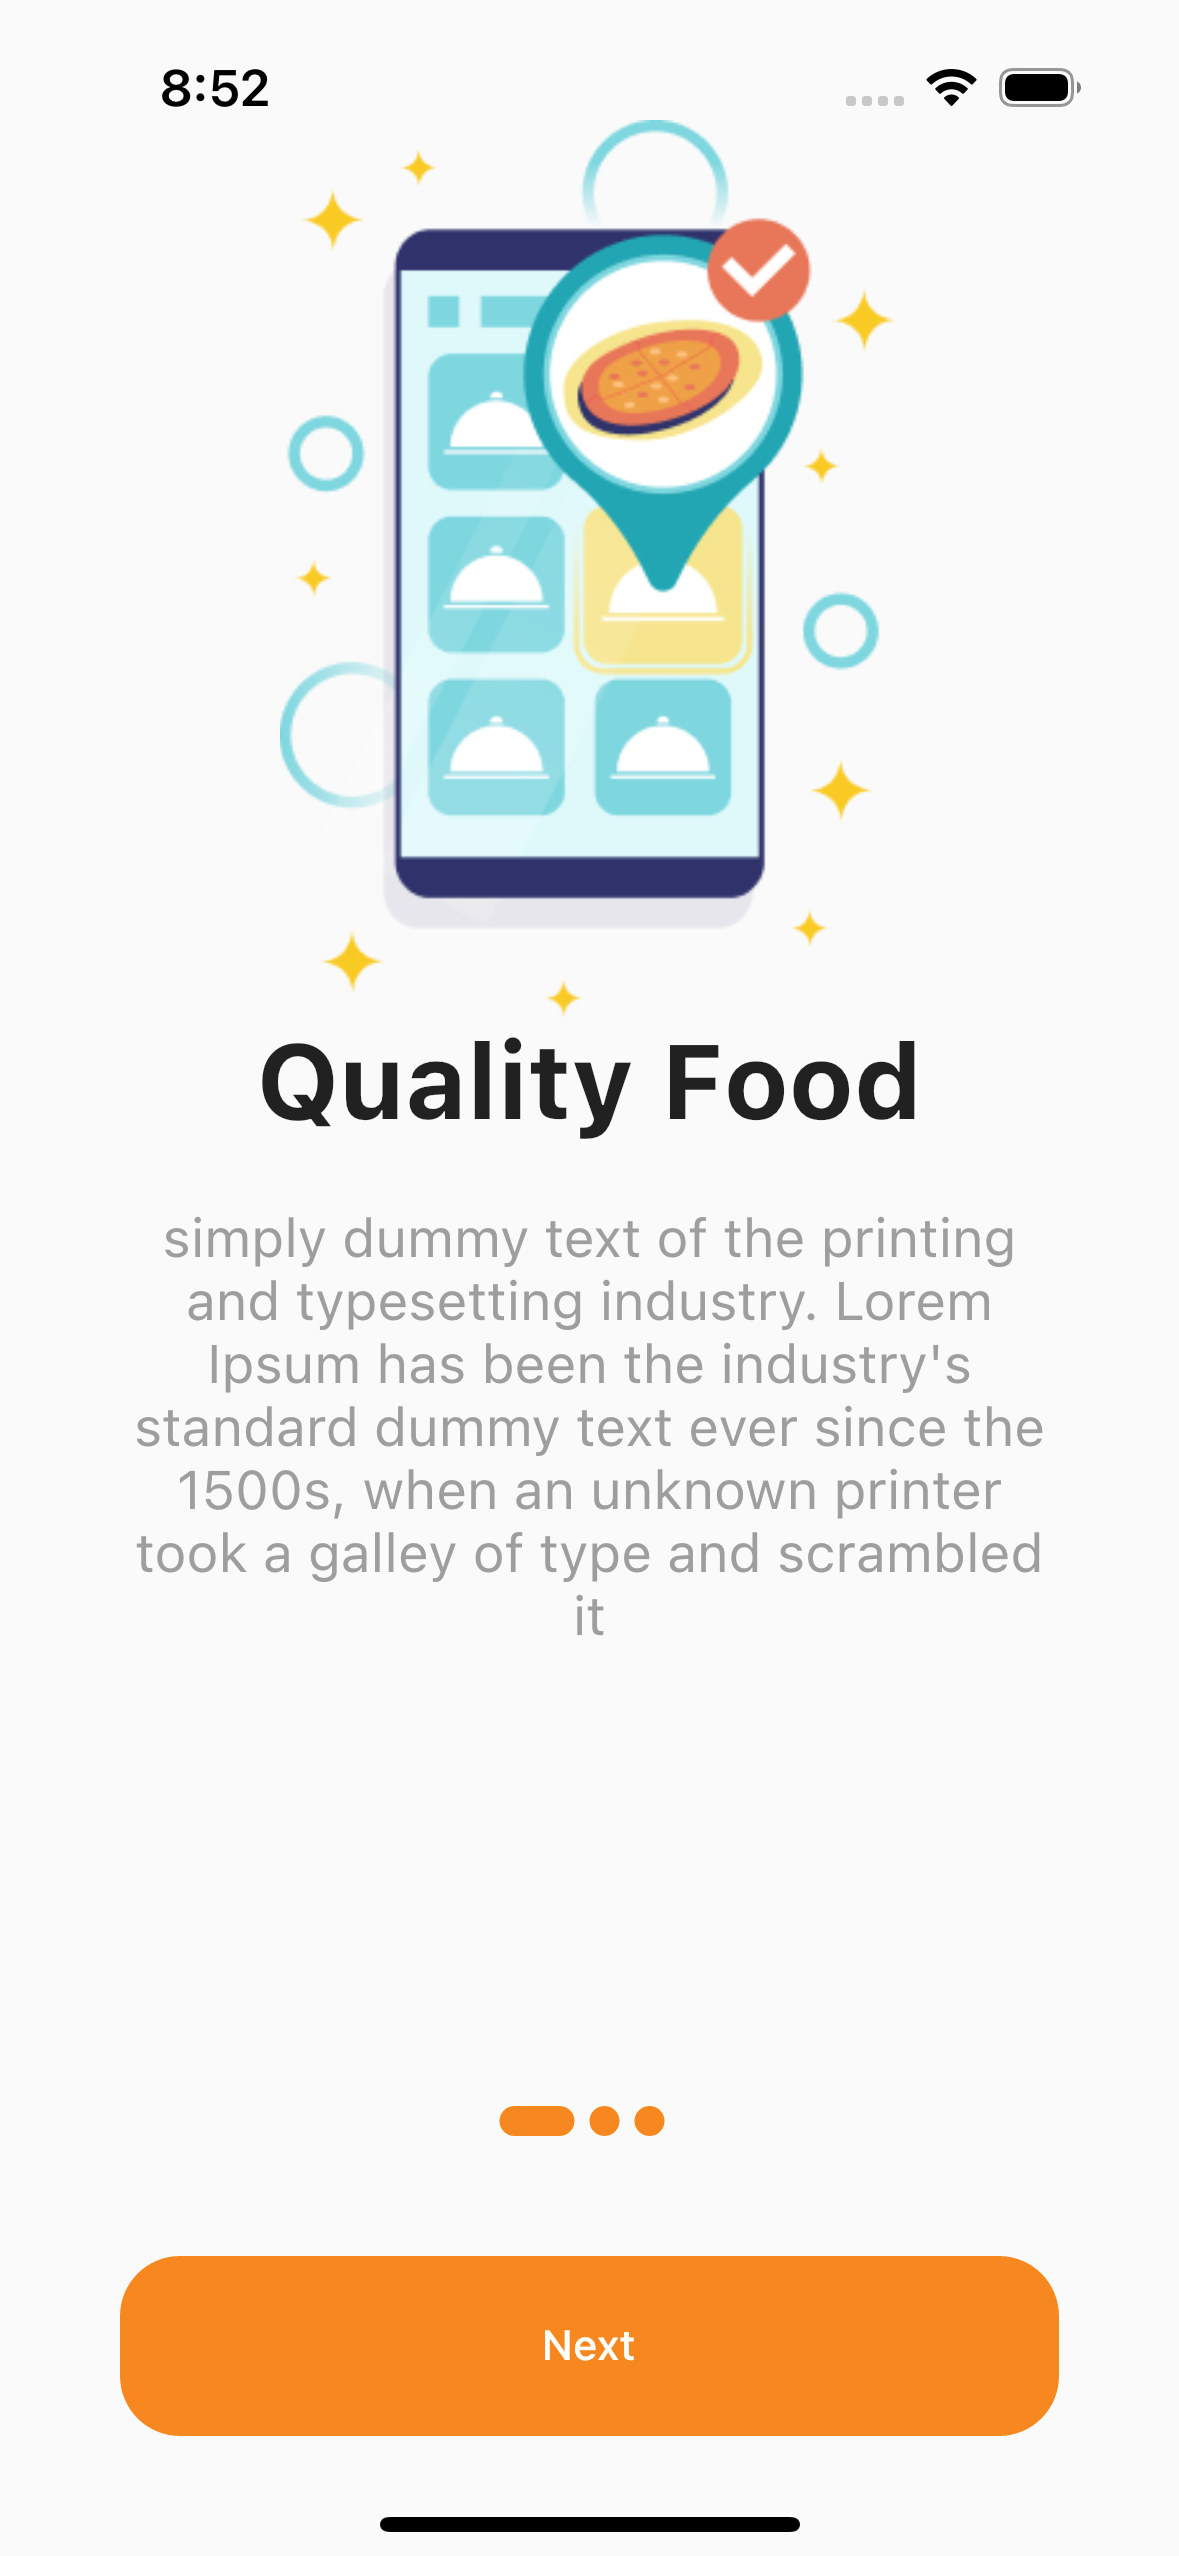 8:52
Quality Food
simply dummy text of the printing
and typesetting industry. Lorem
Ipsum has been the industry's
standard dummy text ever since the
1500s, when an unknown printer
took a galley of type and scrambled
it
Next